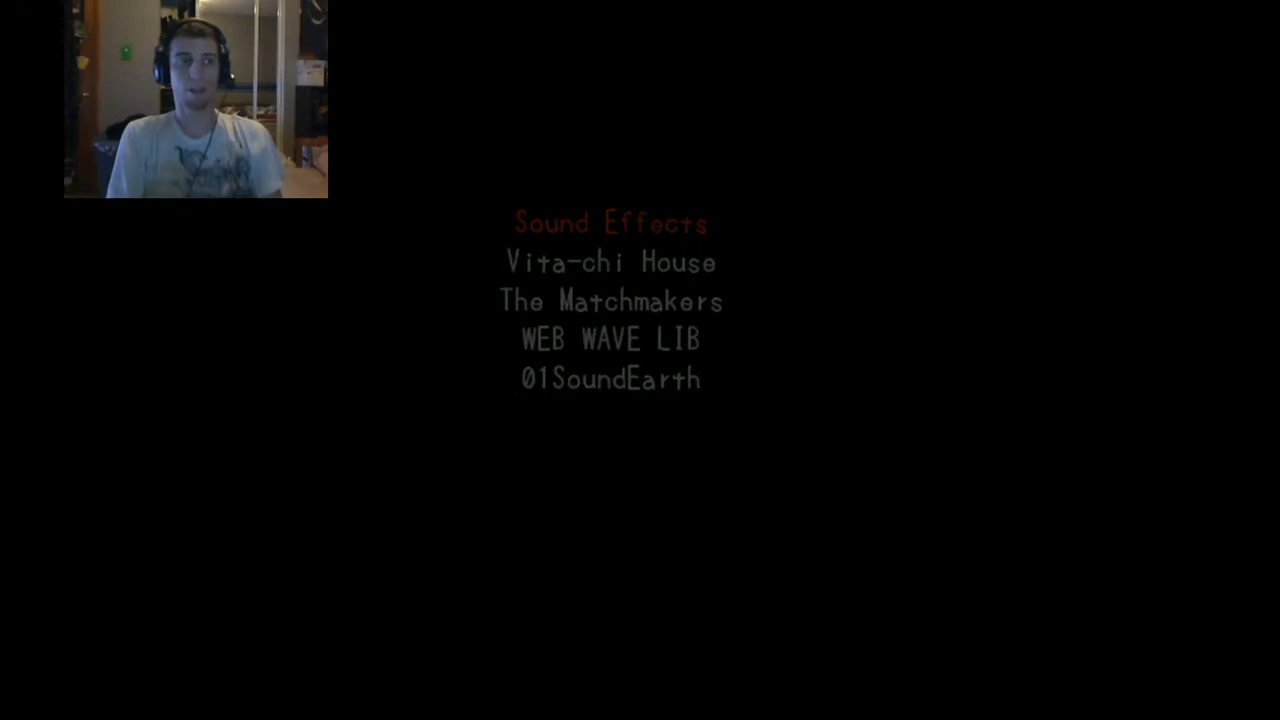 Sound Effects
Vita-chi House
The Matchmakers
WEB WAVE LIB
01SoundEarth